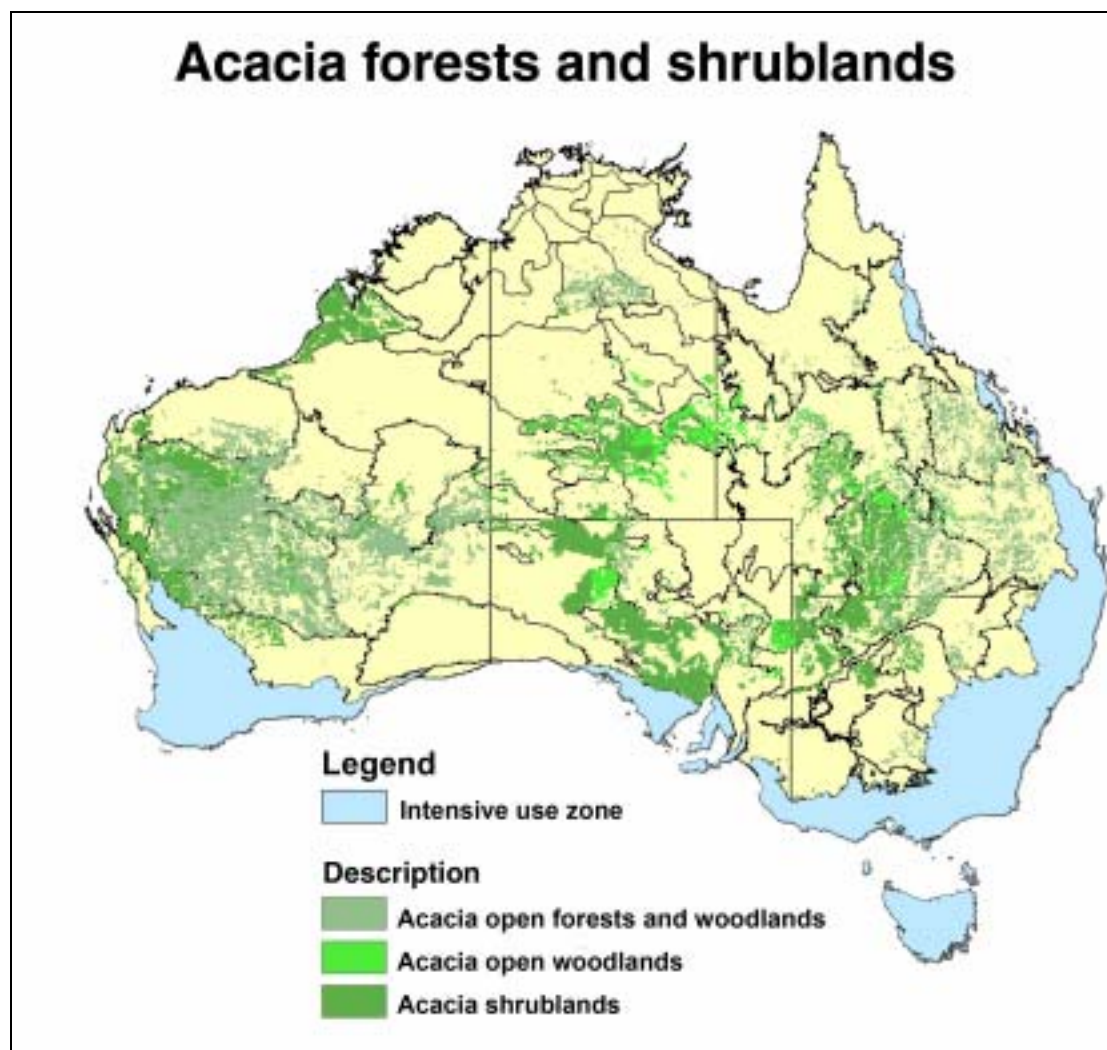 Acacia forests and shrublands
Legend
Intensive use zone
Description
Acacia open forests and woodlands
Acacia open woodlands
Acacia shrublands